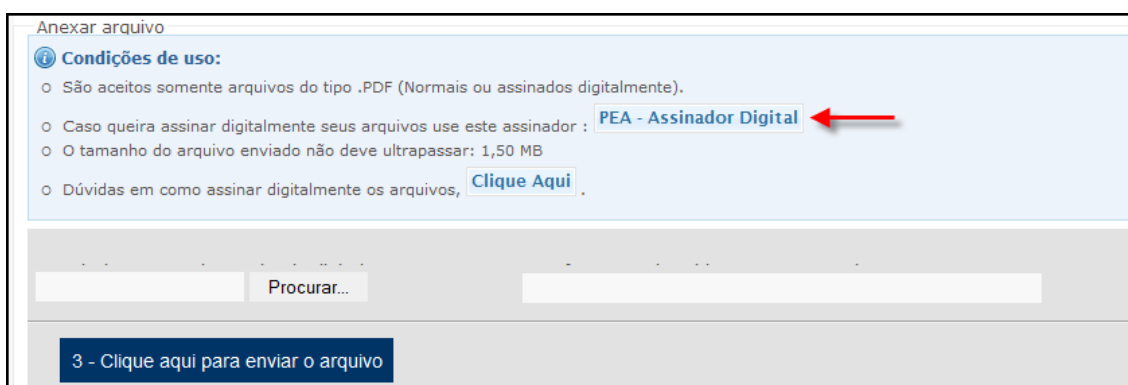 Anexar arquivo
Condições de uso:
o São aceitos somente arquivos do tipo .PDF (Normais ou assinados digitalmente).
o Caso queira assinar digitalmente seus arquivos use este assinador : PEA - Assinador Digital
o O tamanho do arquivo enviado não deve ultrapassar: 1,50 MB
o Dúvidas em como assinar digitalmente os arquivos, Clique Aqui .
Procurar...
3 - Clique aqui para enviar o arquivo